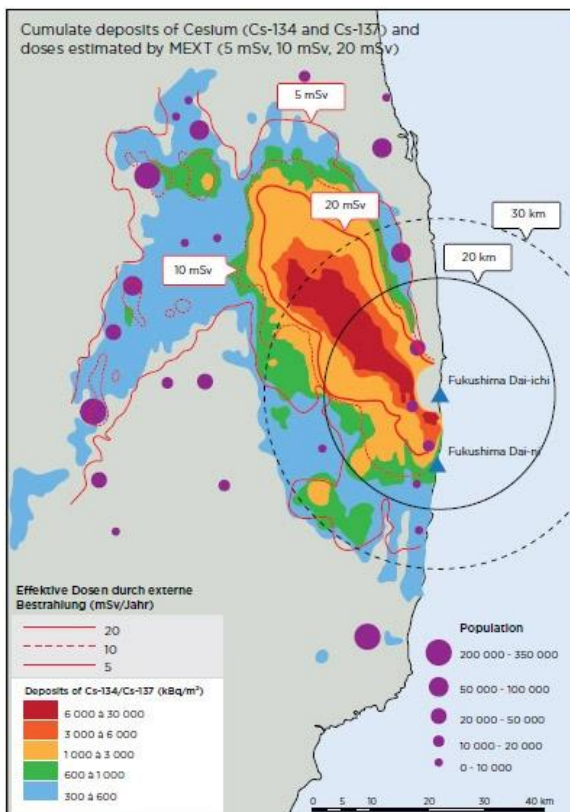 Cumulate deposits of Cesium (Cs-134 and Cs-137) and
doses estimated by MEXT (5 mSv, 10 mSv, 20 mSv)
5 mSv
20 mSv
30 km
20 km
10 mSv
Fukushima Dai-ichi
Fukushima Dai-ni
Effektive Dosen durch externe
Bestrahlung (mSv/Jahr)
20
10
5
Deposits of Cs-134/Cs-137 (kBq/m²)
6 000 à 30 000
3 000 à 6 000
1 000 à 3 000
600 à 1 000
300 à 600
Population
200 000 - 350 000
50 000 - 100 000
20 000 - 50 000
10 000 - 20 000
0 - 10 000
0 5 10 20 30 40 km